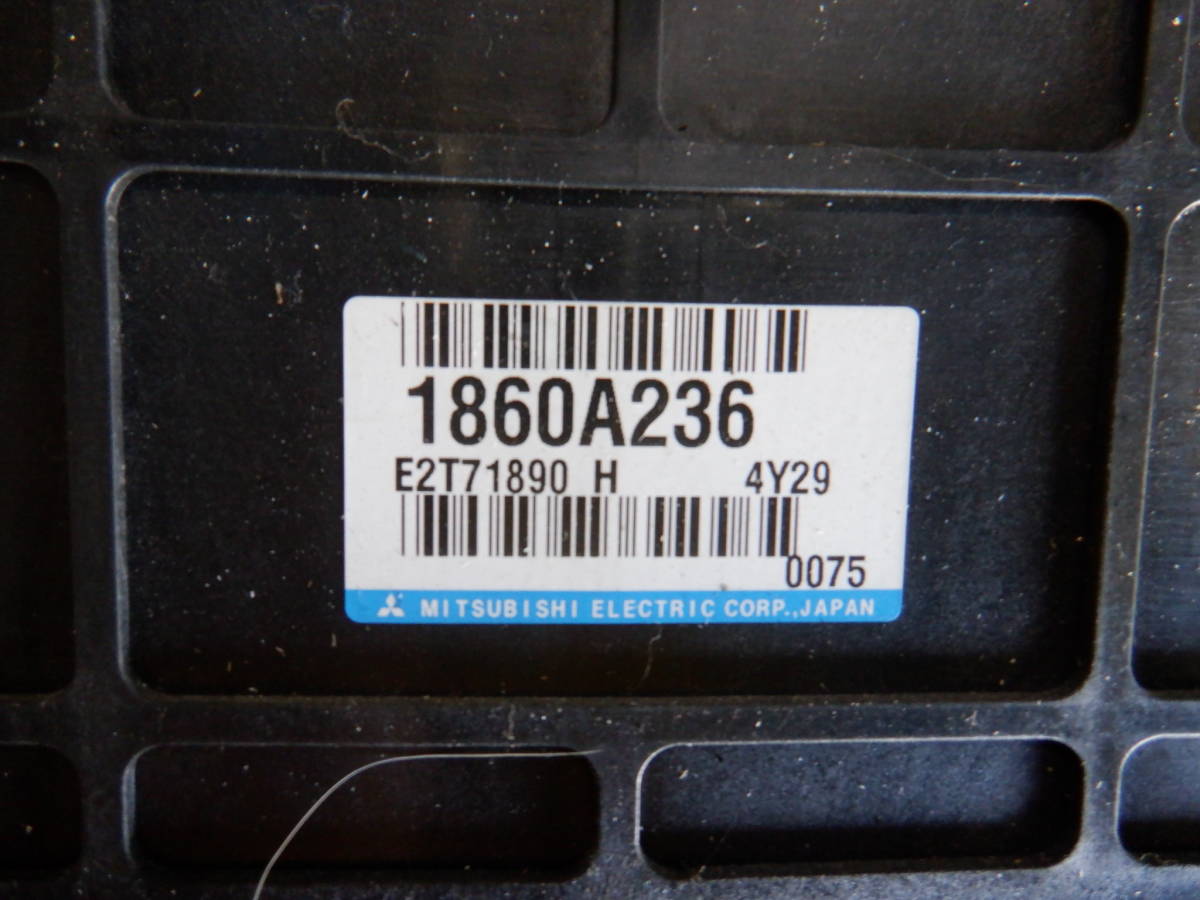 1860A236
E2T71890 H 4Y29
0075
MITSUBISHI ELECTRIC CORP.,JAPAN